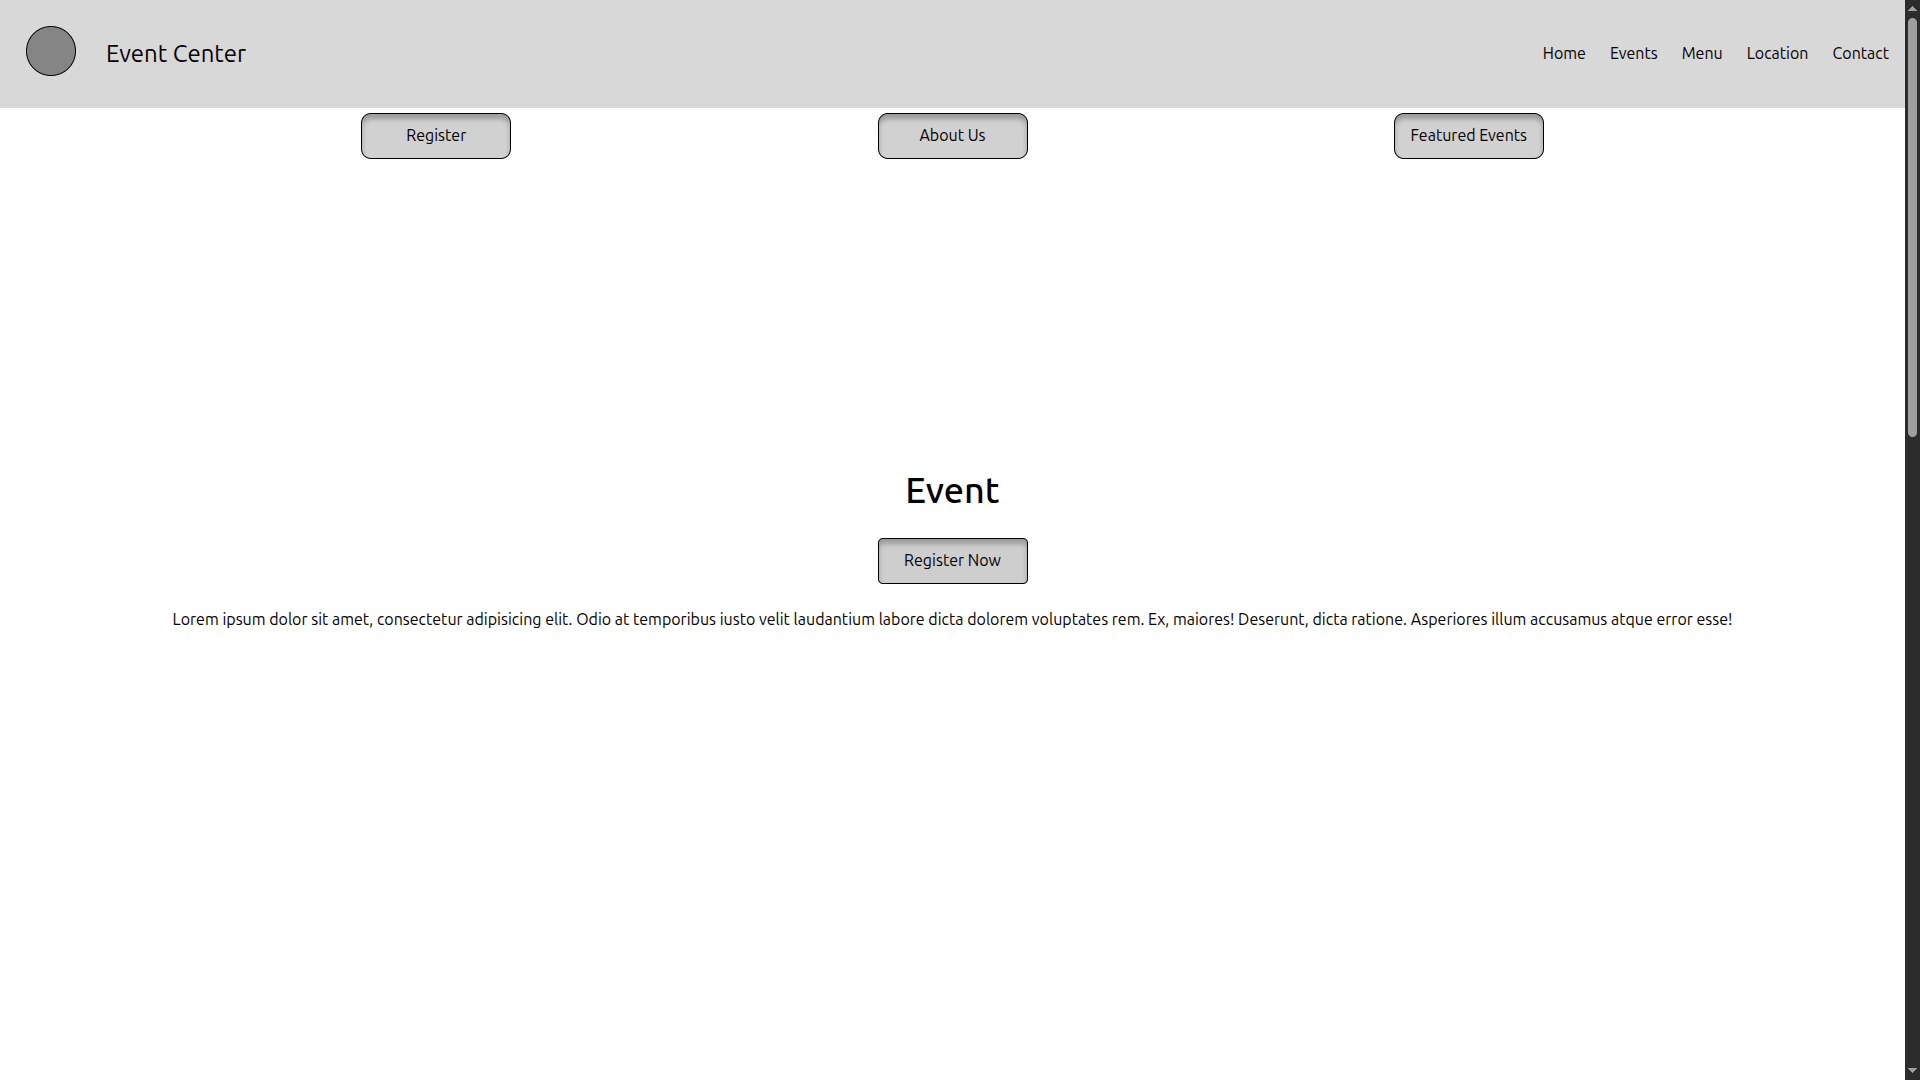 Event Center
Home Events Menu Location Contact
Register About Us Featured Events
Event
Register Now
Lorem ipsum dolor sit amet, consectetur adipisicing elit. Odio at temporibus iusto velit laudantium labore dicta dolorem voluptates rem. Ex, maiores! Deserunt, dicta ratione. Asperiores illum accusamus atque error esse!